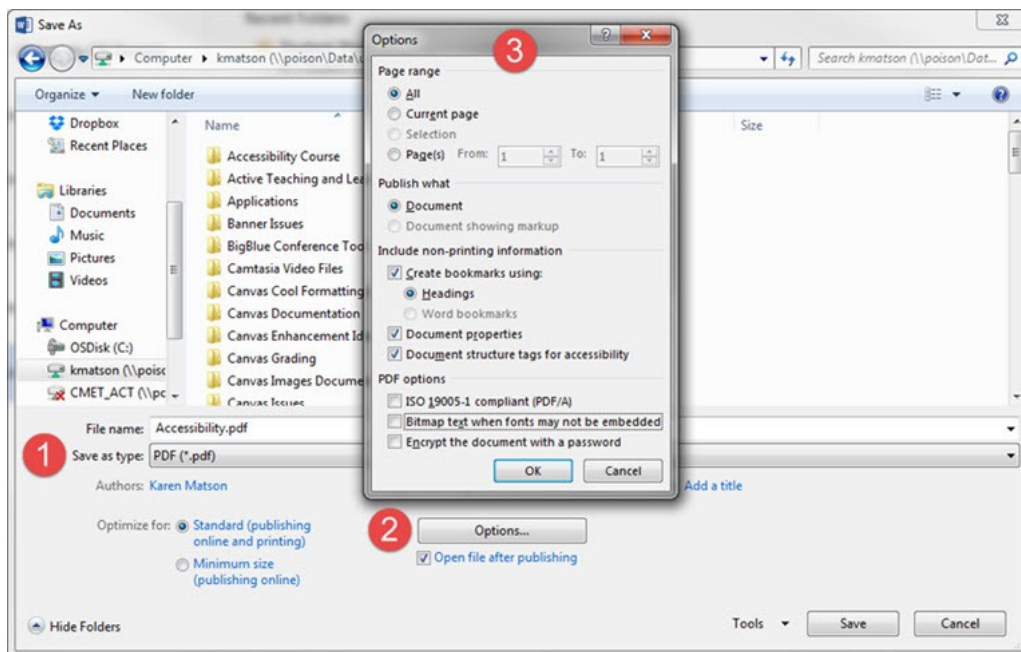 Save As
Recent Folders
Computer kmatson (\\poison\Data\u
Search kmatson (\\poison\Dat...
Organize New folder
Dropbox
Recent Places
Libraries
Documents
Music
Pictures
Videos
Computer
OSDisk (C:)
kmatson (\\poisc
CMET_ACT (\\pc
Name
Size
Accessibility Course
Active Teaching and Lea
Applications
Banner Issues
BigBlue Conference Too
Camtasia Video Files
Canvas Cool Formatting
Canvas Documentation
Canvas Enhancement Id
Canvas Grading
Canvas Images Docume
Canvas Issues
Options
3
Page range
All
Current page
Selection
Page(s) From: 1 To: 1
Publish what
Document
Document showing markup
Include non-printing information
Create bookmarks using:
Headings
Word bookmarks
Document properties
Document structure tags for accessibility
PDF options
ISO 19005-1 compliant (PDF/A)
Bitmap text when fonts may not be embedded
Encrypt the document with a password
OK Cancel
File name: Accessibility.pdf
1
Save as type: PDF (*.pdf)
Authors: Karen Matson
Add a title
Optimize for: Standard (publishing
online and printing)
Minimum size
(publishing online)
2
Options...
Open file after publishing
Hide Folders
Tools Save Cancel